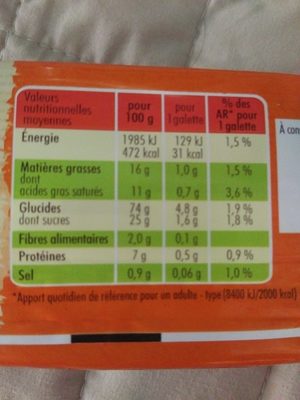 Valeurs nutritionnelles moyennes pour 100 g pour 1 galette % des AR* pour 1 galette
Énergie 1985 kJ 129 kJ 1,5 %
472 kcal 31 kcal
Matières grasses 16 g 1,0 g 1,5 %
dont
acides gras saturés 11 g 0,7 g 3,6 %
Glucides 74 g 4,8 g 1,9 %
dont sucres 25 g 1,6 g 1,8 %
Fibres alimentaires 2,0 g 0,1 g
Protéines 7 g 0,5 g 0,9 %
Sel 0,9 g 0,06 g 1,0 %
*Apport quotidien de référence pour un adulte - type (8400 kJ/2000 kcal)
À con